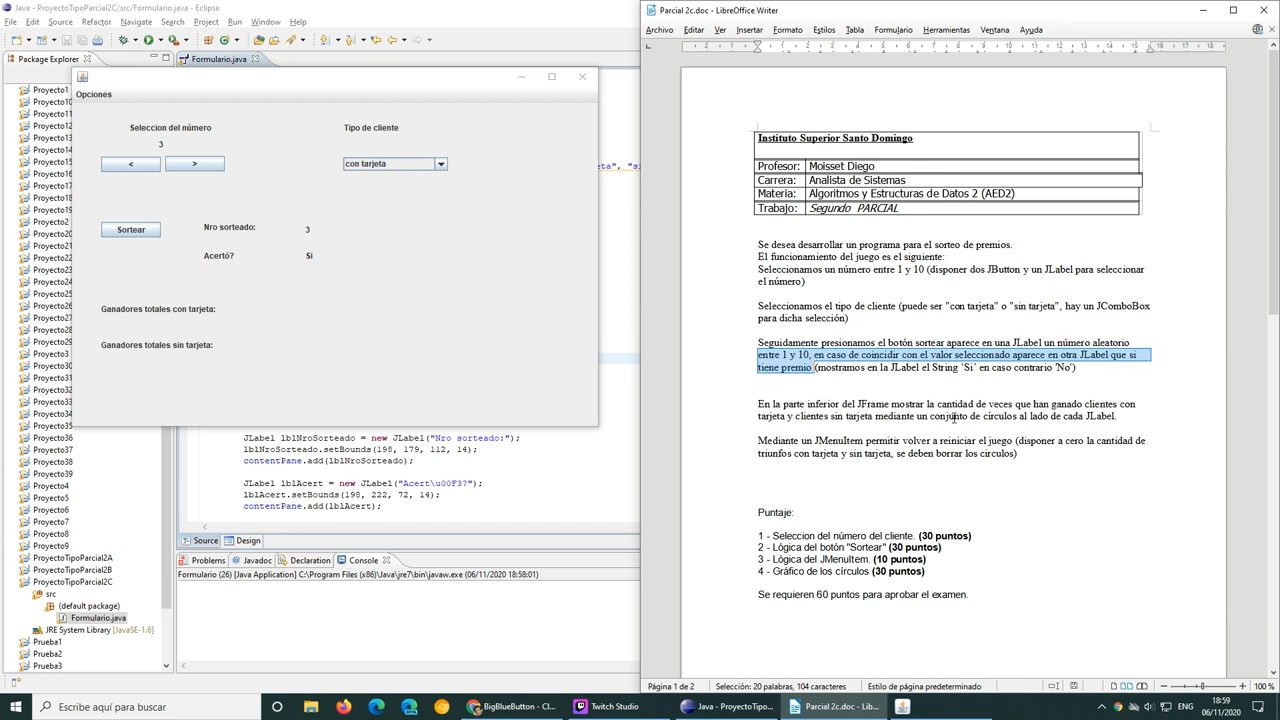 Java - ProyectoTipoParcial2C/src/Formulario.java - Eclipse
File Edit Source Refactor Navigate Search Project Run Window Help
Package Explorer
Formulario.java
Proyecto1
Proyecto10
Proyecto11
Proyecto12
Proyecto13
Proyecto14
Proyecto15
Proyecto16
Proyecto17
Proyecto18
Proyecto19
Proyecto2
Proyecto20
Proyecto21
Proyecto22
Proyecto23
Proyecto24
Proyecto25
Proyecto26
Proyecto27
Proyecto28
Proyecto29
Proyecto3
Proyecto30
Proyecto31
Proyecto32
Proyecto33
Proyecto34
Proyecto35
Proyecto36
Proyecto37
Proyecto38
Proyecto39
Proyecto4
Proyecto5
Proyecto6
Proyecto7
Proyecto8
Proyecto9
ProyectoTipoParcial2A
ProyectoTipoParcial2B
ProyectoTipoParcial2C
src
(default package)
Formulario.java
JRE System Library [JavaSE-1.6]
Prueba1
Prueba2
Prueba3
Opciones
Seleccion del número
Tipo de cliente
3
< >
con tarjeta
Sortear
Nro sorteado: 3
Acertó? Si
Ganadores totales con tarjeta:
Ganadores totales sin tarjeta:
JLabel lblNroSorteado = new JLabel("Nro sorteado:");
lblNroSorteado.setBounds(198, 179, 112, 14);
contentPane.add(lblNroSorteado);
JLabel lblAcert = new JLabel("Acert\u00F3?");
lblAcert.setBounds(198, 222, 72, 14);
contentPane.add(lblAcert);
Source Design
Problems Javadoc Declaration Console
Formulario (26) [Java Application] C:\Program Files (x86)\Java\jre7\bin\javaw.exe (06/11/2020 18:58:01)
Parcial 2c.doc - LibreOffice Writer
Archivo Editar Ver Insertar Formato Estilos Tabla Formulario Herramientas Ventana Ayuda
Instituto Superior Santo Domingo
Profesor: Moisset Diego
Carrera: Analista de Sistemas
Materia: Algoritmos y Estructuras de Datos 2 (AED2)
Trabajo: Segundo PARCIAL
Se desea desarrollar un programa para el sorteo de premios.
El funcionamiento del juego es el siguiente:
Seleccionamos un número entre 1 y 10 (disponer dos JButton y un JLabel para seleccionar
el número)
Seleccionamos el tipo de cliente (puede ser "con tarjeta" o "sin tarjeta", hay un JComboBox
para dicha selección)
Seguidamente presionamos el botón sortear aparece en una JLabel un número aleatorio
entre 1 y 10, en caso de coincidir con el valor seleccionado aparece en otra JLabel que si
tiene premio (mostramos en la JLabel el String 'Si' en caso contrario 'No')
En la parte inferior del JFrame mostrar la cantidad de veces que han ganado clientes con
tarjeta y clientes sin tarjeta mediante un conjunto de círculos al lado de cada JLabel.
Mediante un JMenuItem permitir volver a reiniciar el juego (disponer a cero la cantidad de
triunfos con tarjeta y sin tarjeta, se deben borrar los circulos)
Puntaje:
1 - Seleccion del número del cliente. (30 puntos)
2 - Lógica del botón "Sortear" (30 puntos)
3 - Lógica del JMenuItem. (10 puntos)
4 - Gráfico de los círculos (30 puntos)
Se requieren 60 puntos para aprobar el examen.
Página 1 de 2 Selección: 20 palabras, 104 caracteres Estilo de página predeterminado 100 %
Escribe aquí para buscar
BigBlueButton - Cl...
Twitch Studio
Java - ProyectoTipo...
Parcial 2c.doc - Lib...
18:59
06/11/2020